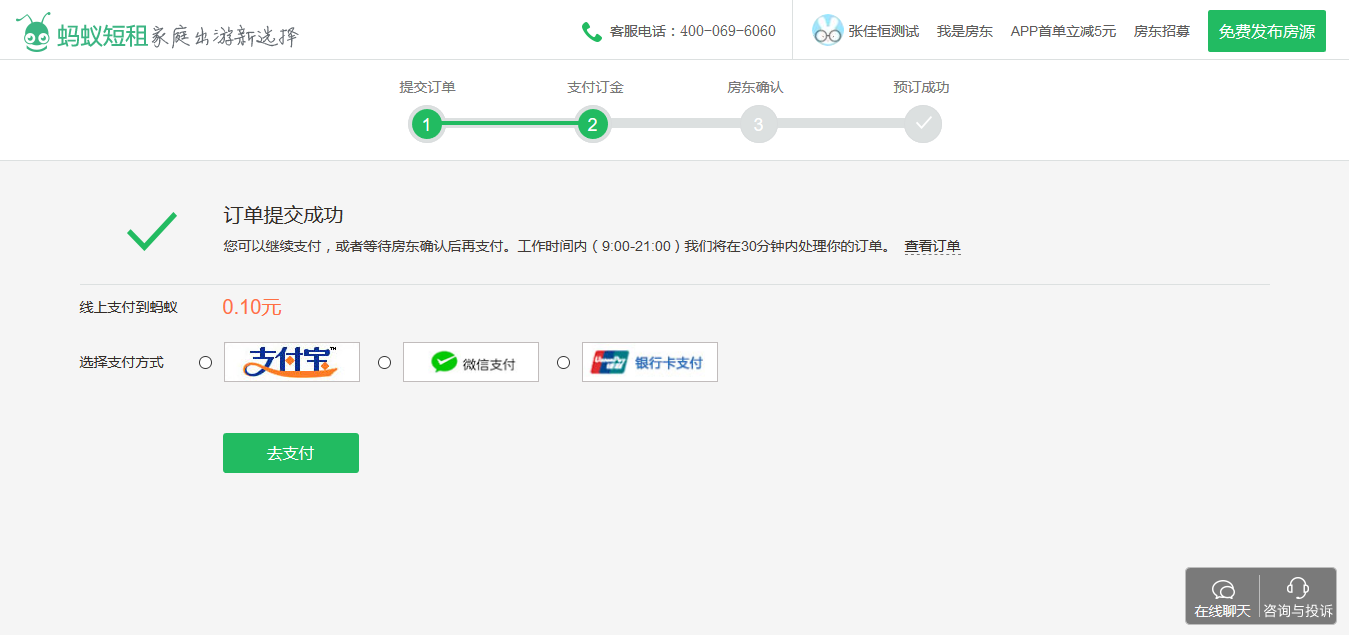 蚂蚁短租 家庭出游新选择
客服电话：400-069-6060
张佳恒测试 我是房东 APP首单立减5元 房东招募 免费发布房源
提交订单 支付订金 房东确认 预订成功
1 2 3
订单提交成功
您可以继续支付，或者等待房东确认后再支付。工作时间内（9:00-21:00）我们将在30分钟内处理你的订单。 查看订单
线上支付到蚂蚁 0.10元
选择支付方式 支付宝™ 微信支付 UnionPay 银联 银行卡支付
去支付
在线聊天 咨询与投诉